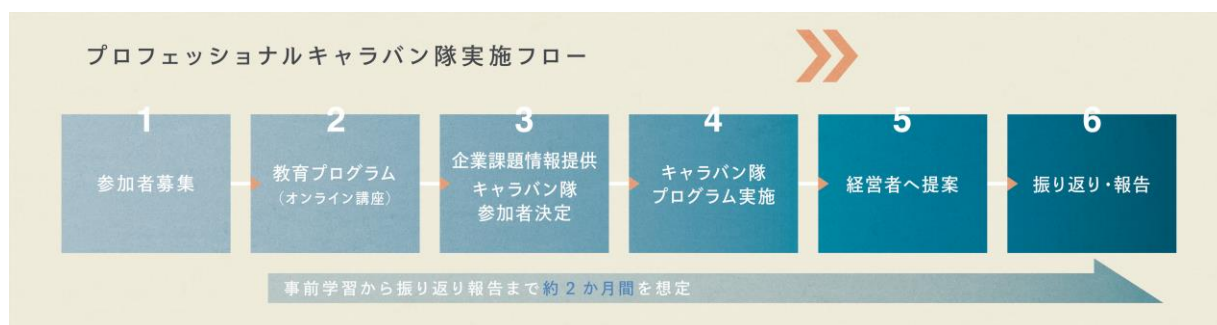 プロフェッショナルキャラバン隊実施フロー
1
参加者募集
2
教育プログラム
（オンライン講座）
3
企業課題情報提供
キャラバン隊
参加者決定
4
キャラバン隊
プログラム実施
5
経営者へ提案
6
振り返り・報告
事前学習から振り返り報告まで約2か月間を想定